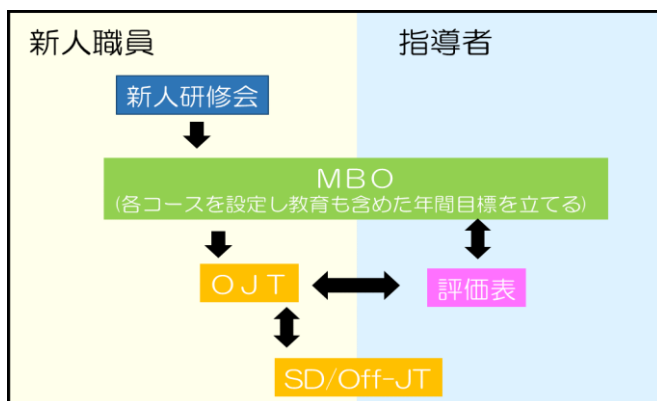 新人職員
指導者
新人研修会
ＭＢＯ
(各コースを設定し教育も含めた年間目標を立てる)
ＯＪＴ
評価表
SD/Off-JT